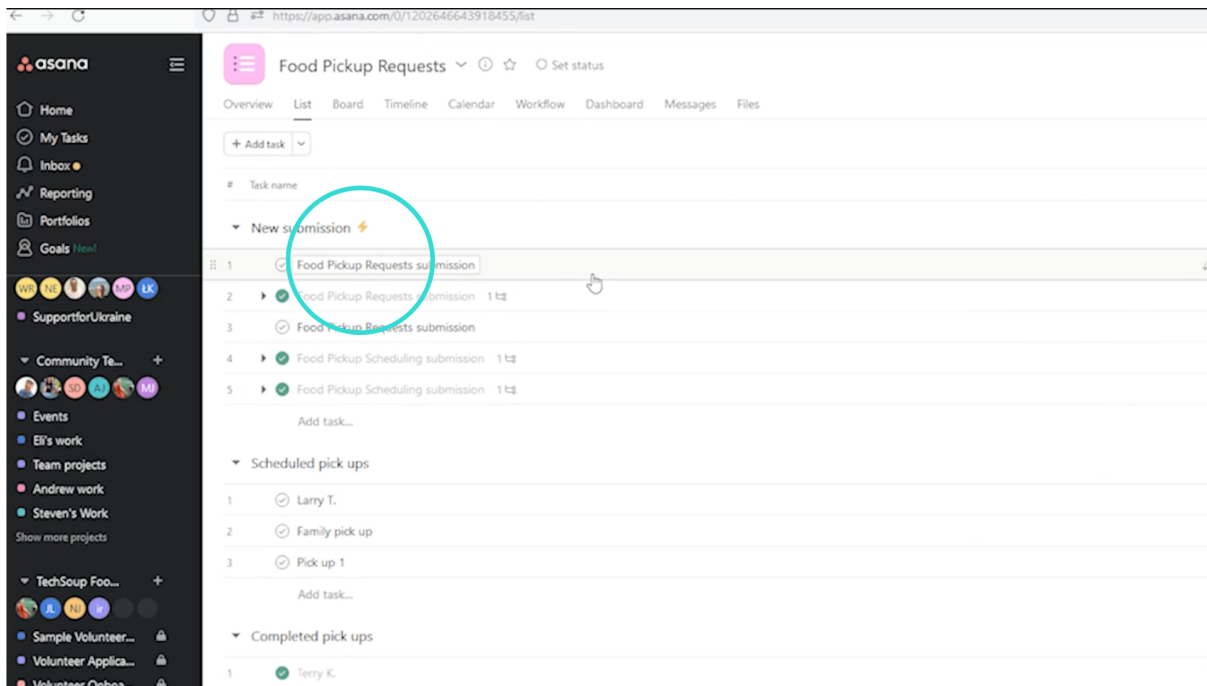 https://app.asana.com/0/1202646643918455/list
asana
Home
My Tasks
Inbox
Reporting
Portfolios
Goals New!
WR NE MP ŁK
SupportforUkraine
Community Te... +
SD AJ MJ
Events
Eli's work
Team projects
Andrew work
Steven's Work
Show more projects
TechSoup Foo... +
JL NJ ir
Sample Volunteer...
Volunteer Applica...
Volunteer Onboa...
Food Pickup Requests
Set status
Overview List Board Timeline Calendar Workflow Dashboard Messages Files
+ Add task
# Task name
New submission
1 Food Pickup Requests submission
2 Food Pickup Requests submission 1
3 Food Pickup Requests submission
4 Food Pickup Scheduling submission 1
5 Food Pickup Scheduling submission 1
Add task...
Scheduled pick ups
1 Larry T.
2 Family pick up
3 Pick up 1
Add task...
Completed pick ups
1 Terry K.